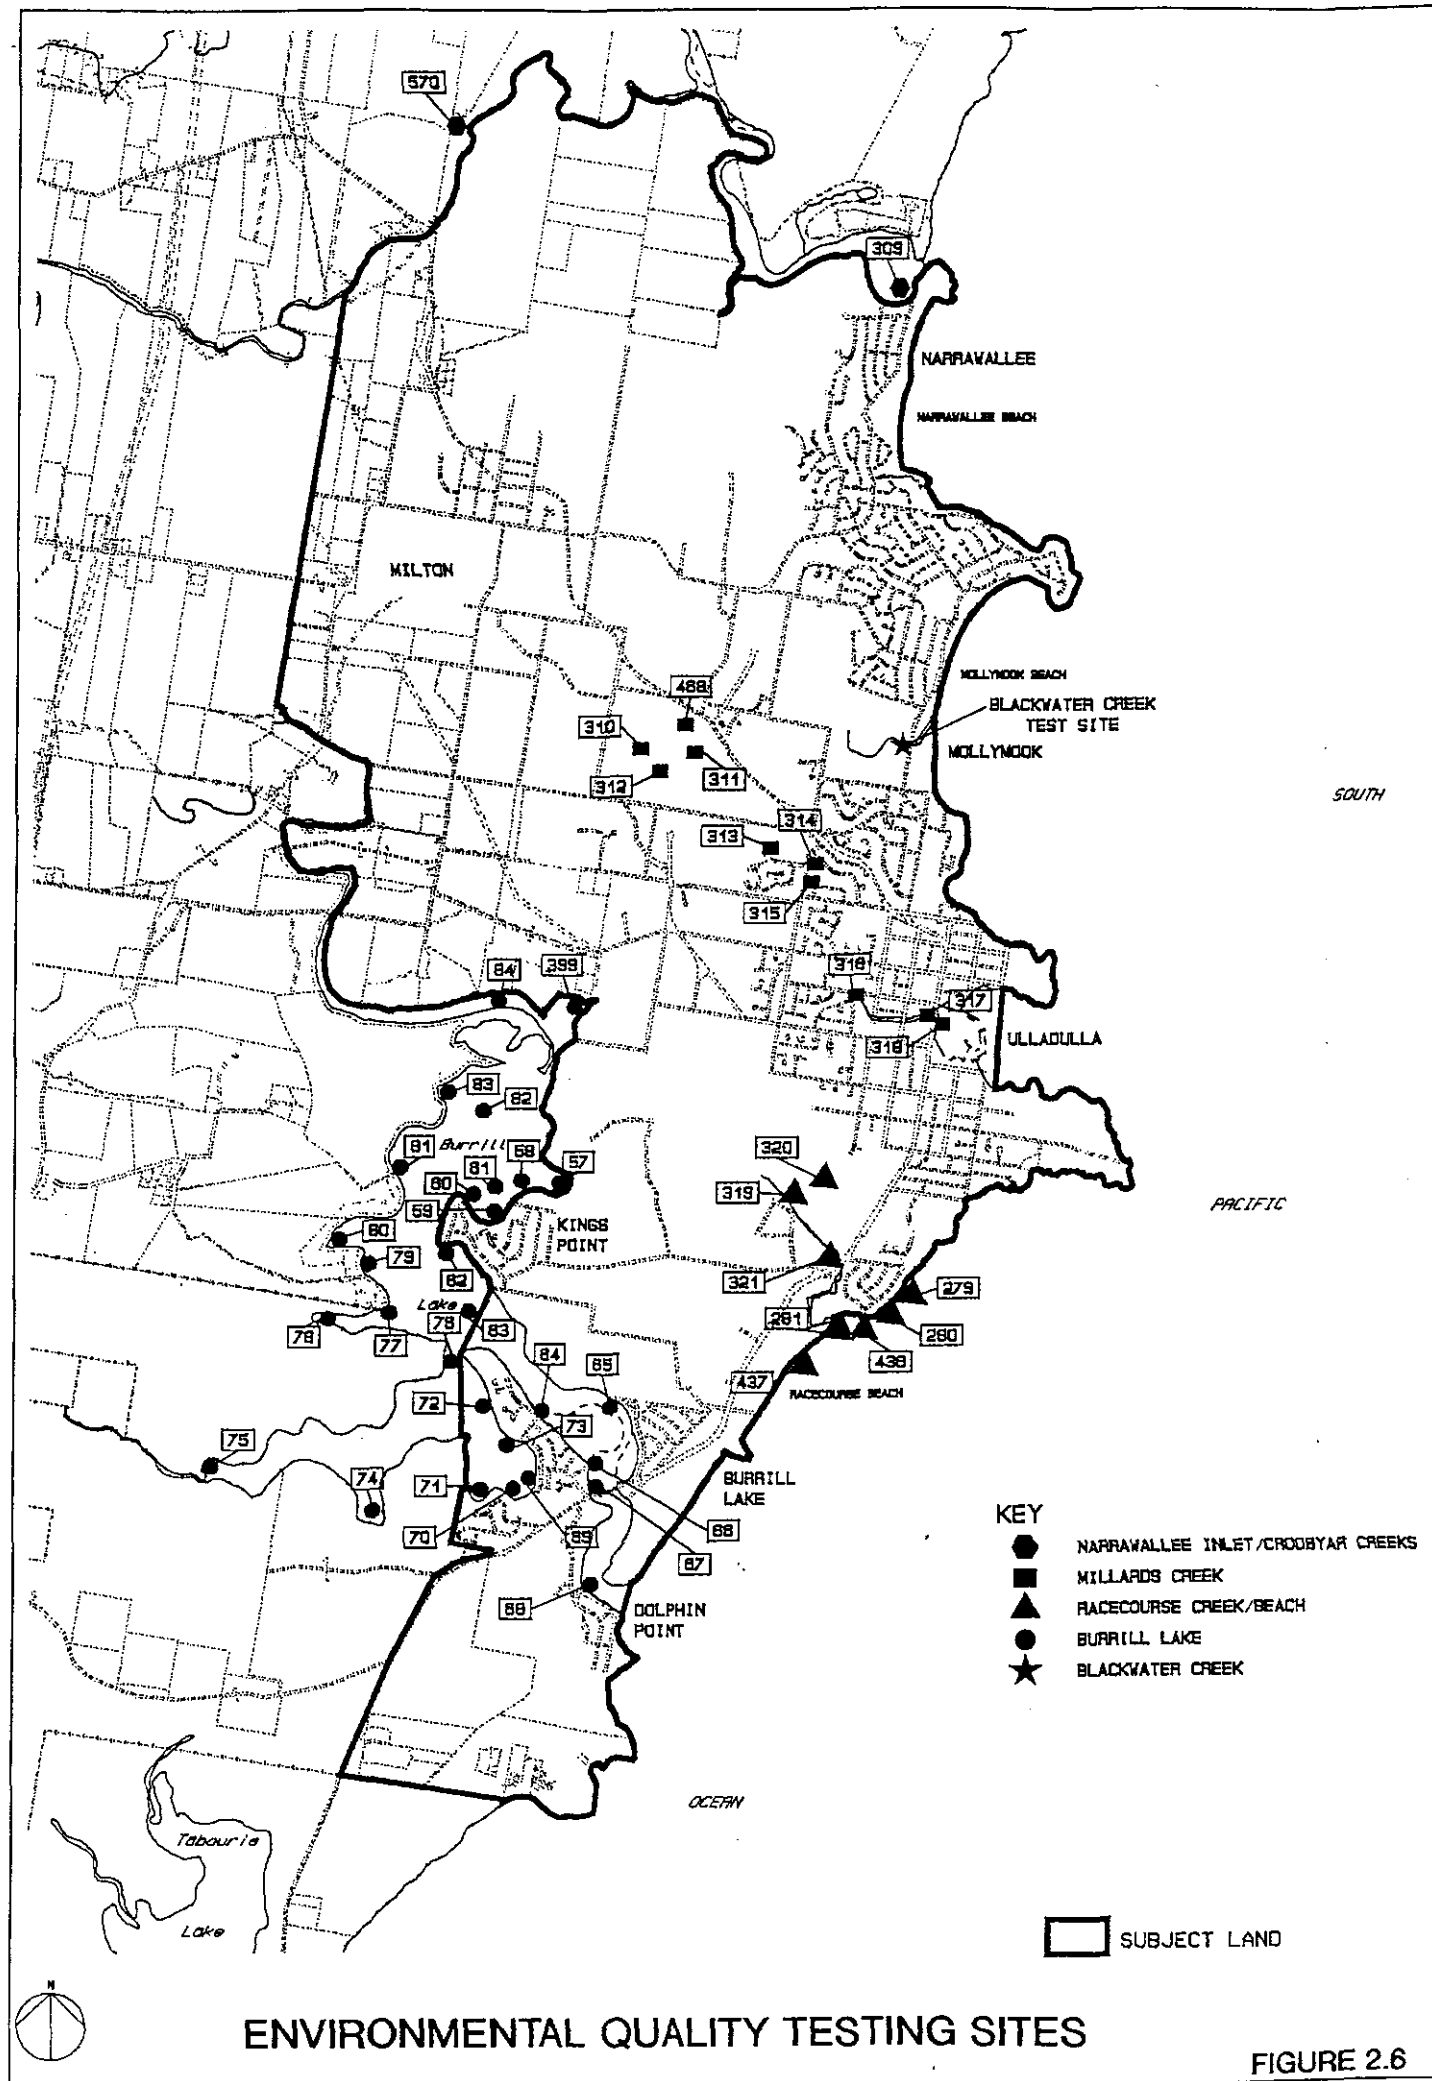 570
309
NARRAWALLEE
NARRAWALLEE BEACH
MILTON
MOLLYMOOK BEACH
468
BLACKWATER CREEK
TEST SITE
310
MOLLYMOOK
312
311
SOUTH
314
313
315
316
84
399
317
318
ULLADULLA
83
82
81
Burrill
58
57
320
61
60
319
59
KINGS
POINT
80
79
62
321
279
Lake
281
280
78
77
63
438
64
65
437
RACECOURSE BEACH
PACIFIC
72
73
75
BURRILL
LAKE
74
71
70
69
66
67
68
DOLPHIN
POINT
KEY
NARRAWALLEE INLET/CROOBYAR CREEKS
MILLARDS CREEK
RACECOURSE CREEK/BEACH
BURRILL LAKE
BLACKWATER CREEK
OCEAN
Tabourie
Lake
SUBJECT LAND
N
ENVIRONMENTAL QUALITY TESTING SITES
FIGURE 2.6